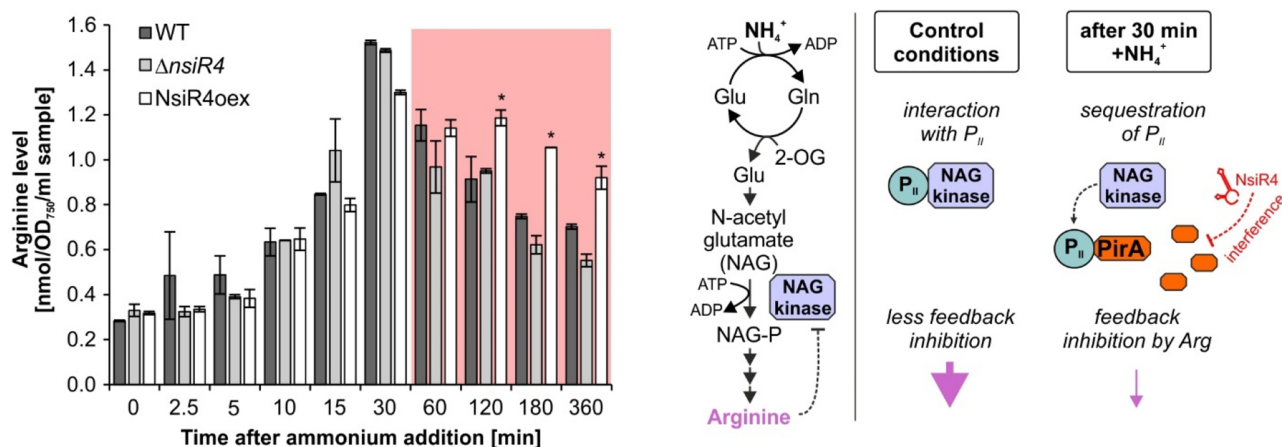 Arginine level
[nmol/OD₇₅₀/ml sample]
1.6
1.4
1.2
1.0
0.8
0.6
0.4
0.2
0.0
WT
ΔnsiR4
NsiR4oex
*
*
*
0 2.5 5 10 15 30 60 120 180 360
Time after ammonium addition [min]
NH₄⁺
ATP
ADP
Glu
Gln
2-OG
Glu
N-acetyl
glutamate
(NAG)
ATP
ADP
NAG
kinase
NAG-P
Arginine
Control
conditions
interaction
with P_II
P_II
NAG
kinase
less feedback
inhibition
after 30 min
+NH₄⁺
sequestration
of P_II
NAG
kinase
NsiR4
interference
P_II
PirA
feedback
inhibition by Arg